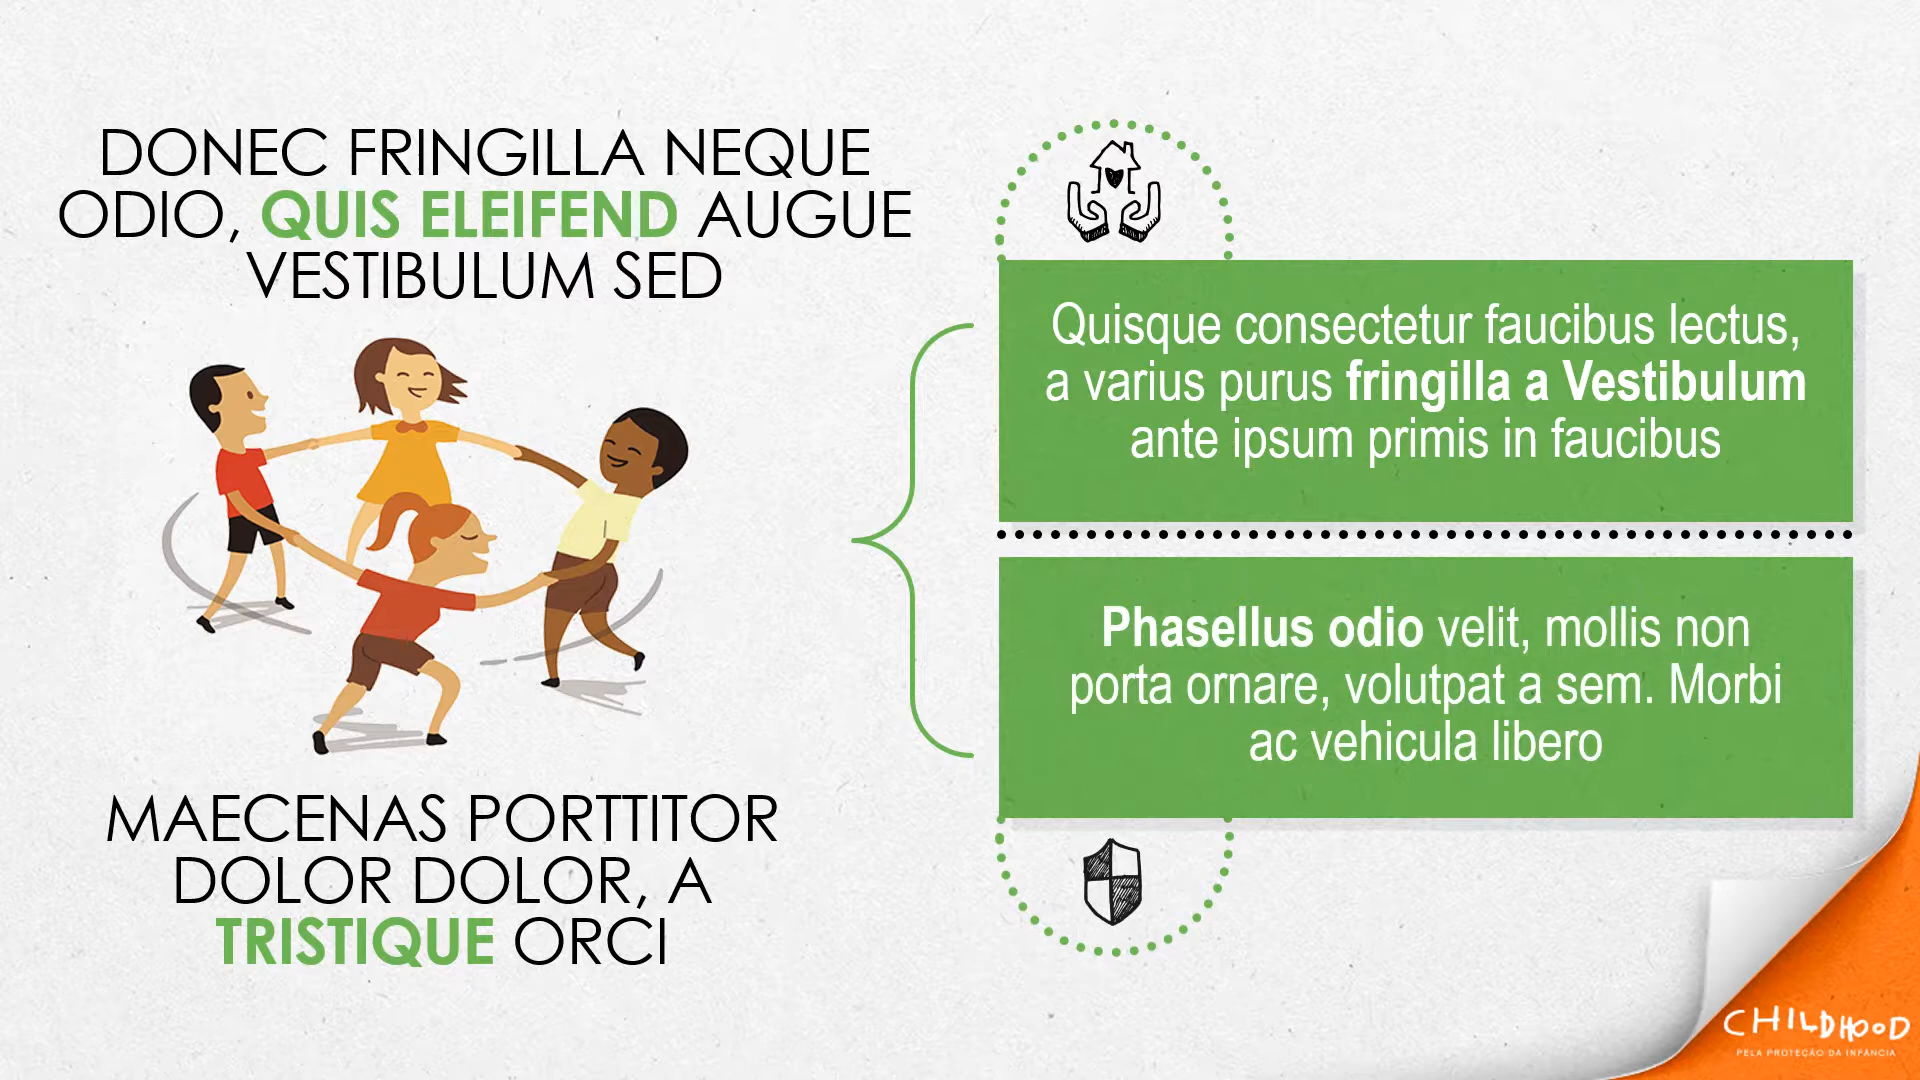 DONEC FRINGILLA NEQUE
ODIO, QUIS ELEIFEND AUGUE
VESTIBULUM SED
MAECENAS PORTTITOR
DOLOR DOLOR, A
TRISTIQUE ORCI
Quisque consectetur faucibus lectus,
a varius purus fringilla a Vestibulum
ante ipsum primis in faucibus
Phasellus odio velit, mollis non
porta ornare, volutpat a sem. Morbi
ac vehicula libero
CHILDHOOD
PELA PROTEÇÃO DA INFÂNCIA